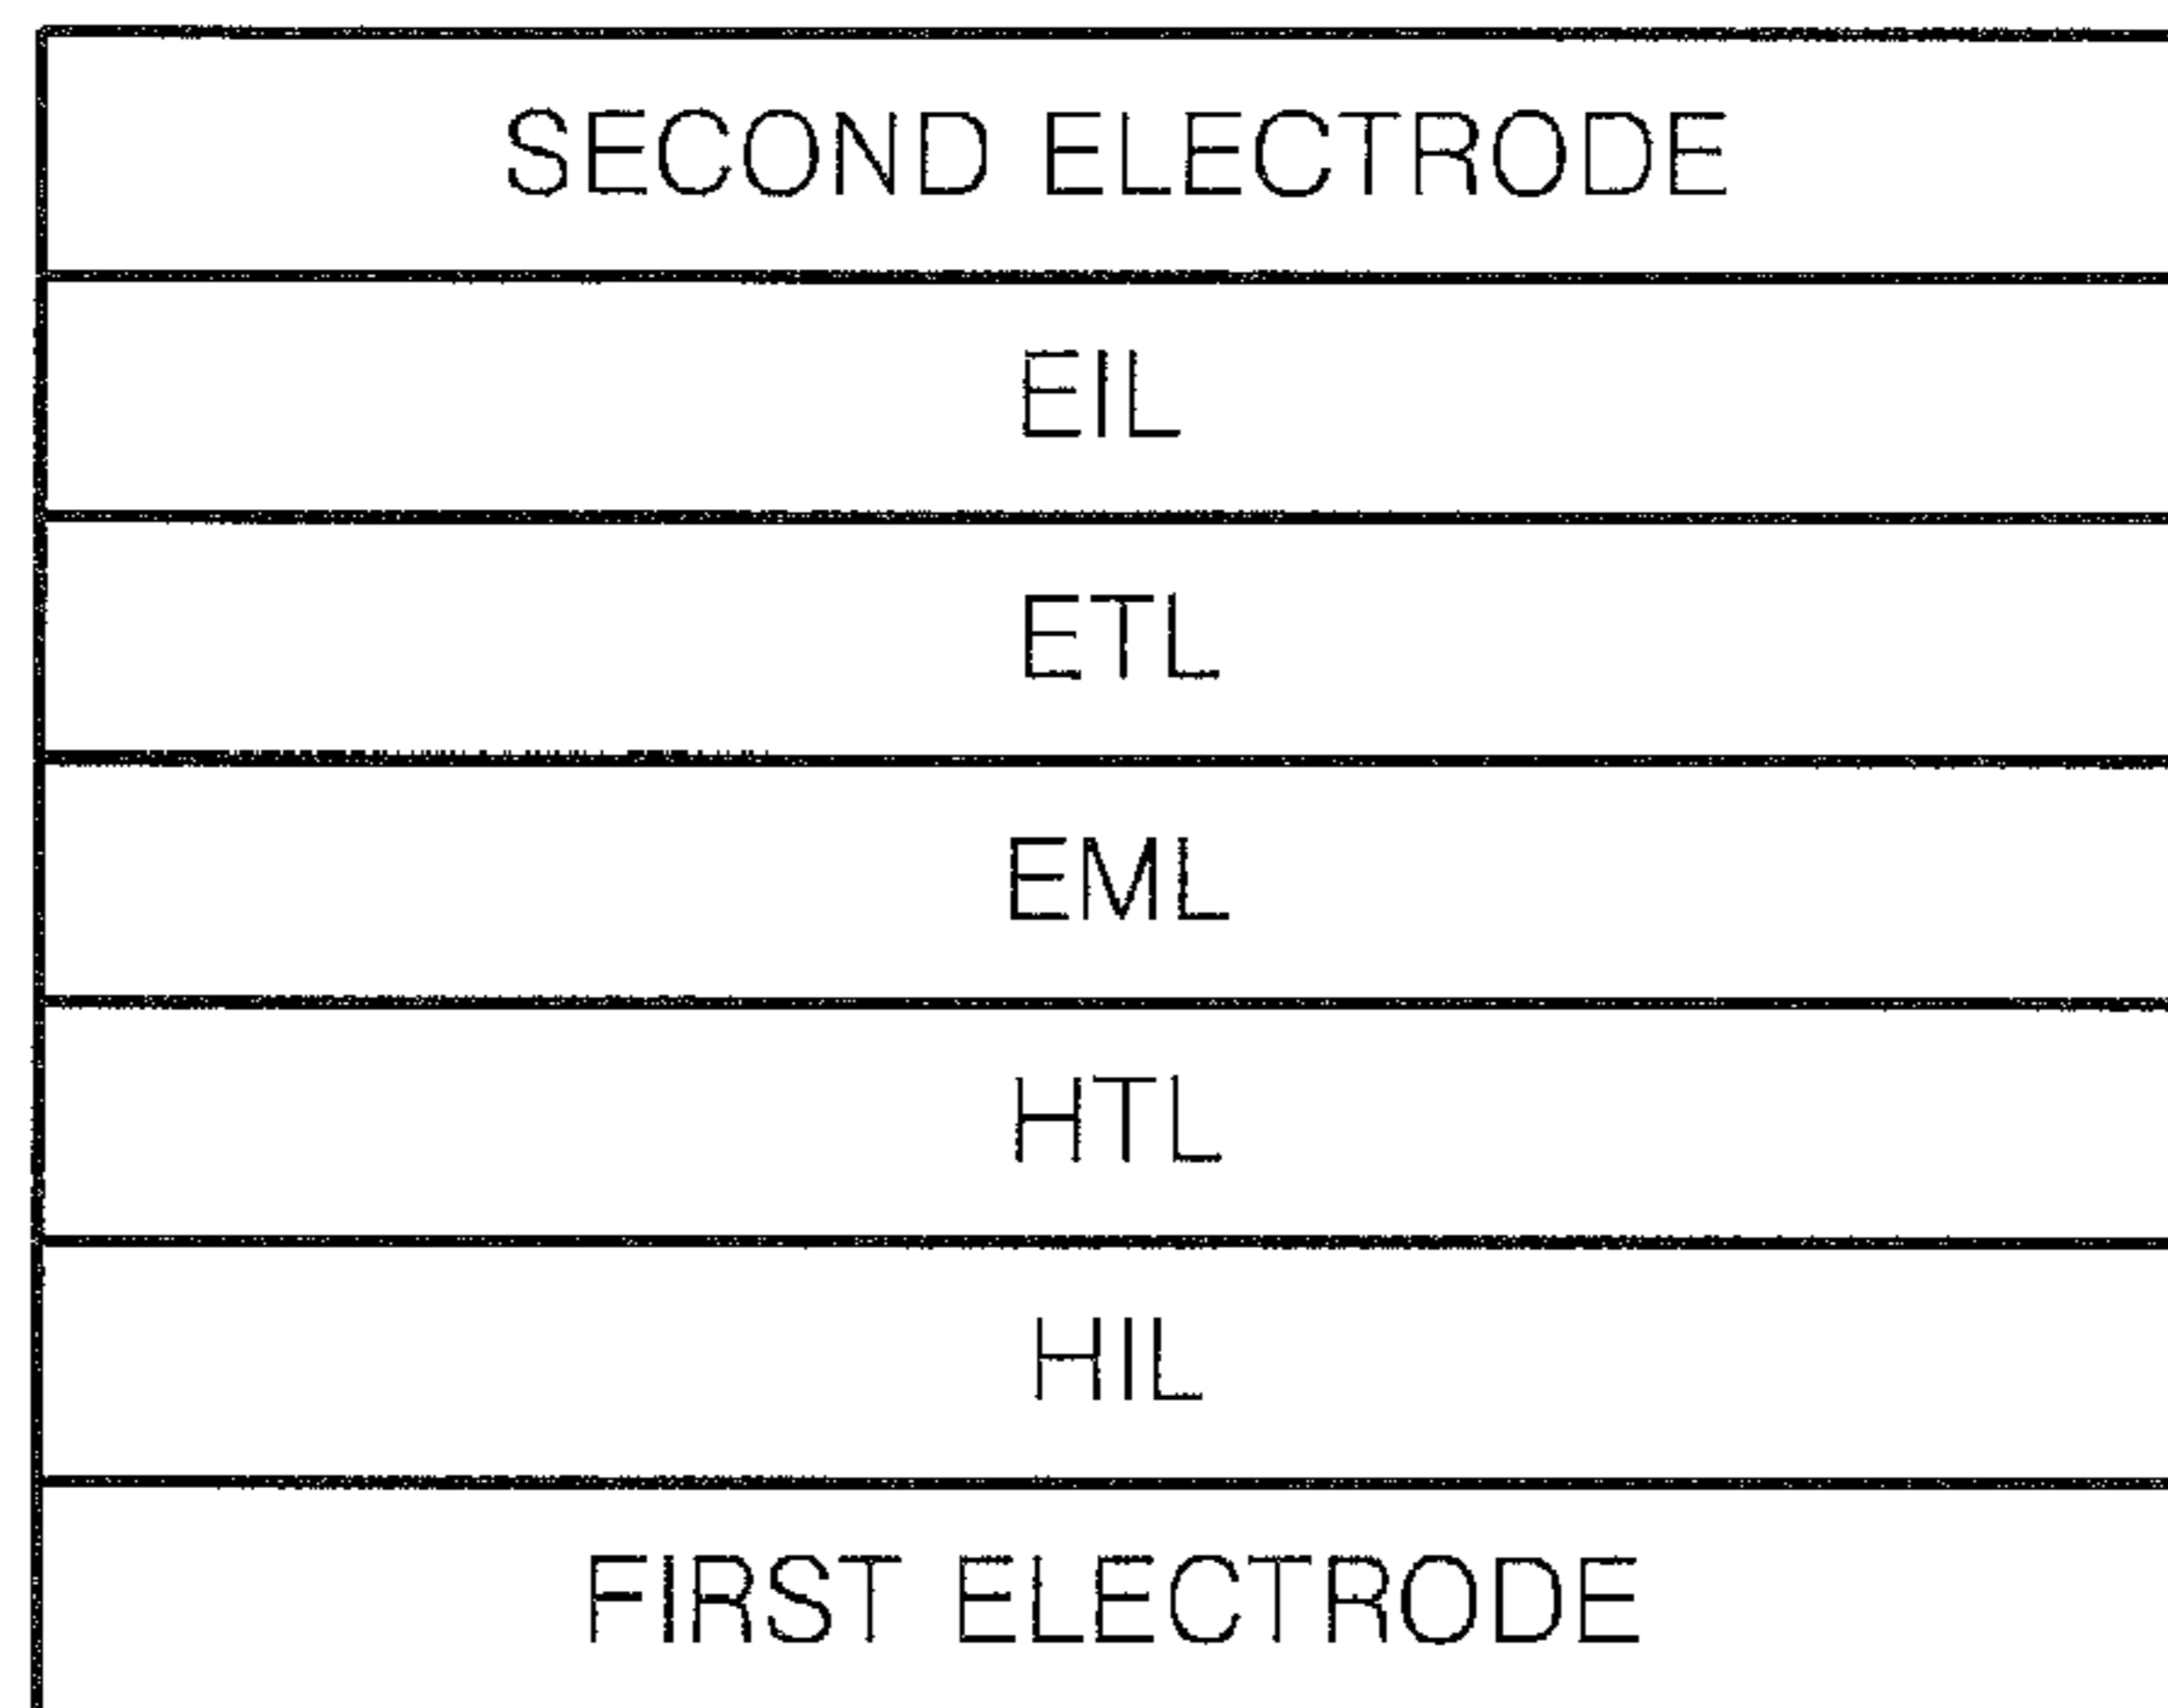 SECOND ELECTRODE
EIL
ETL
EML
HTL
HIL
FIRST ELECTRODE